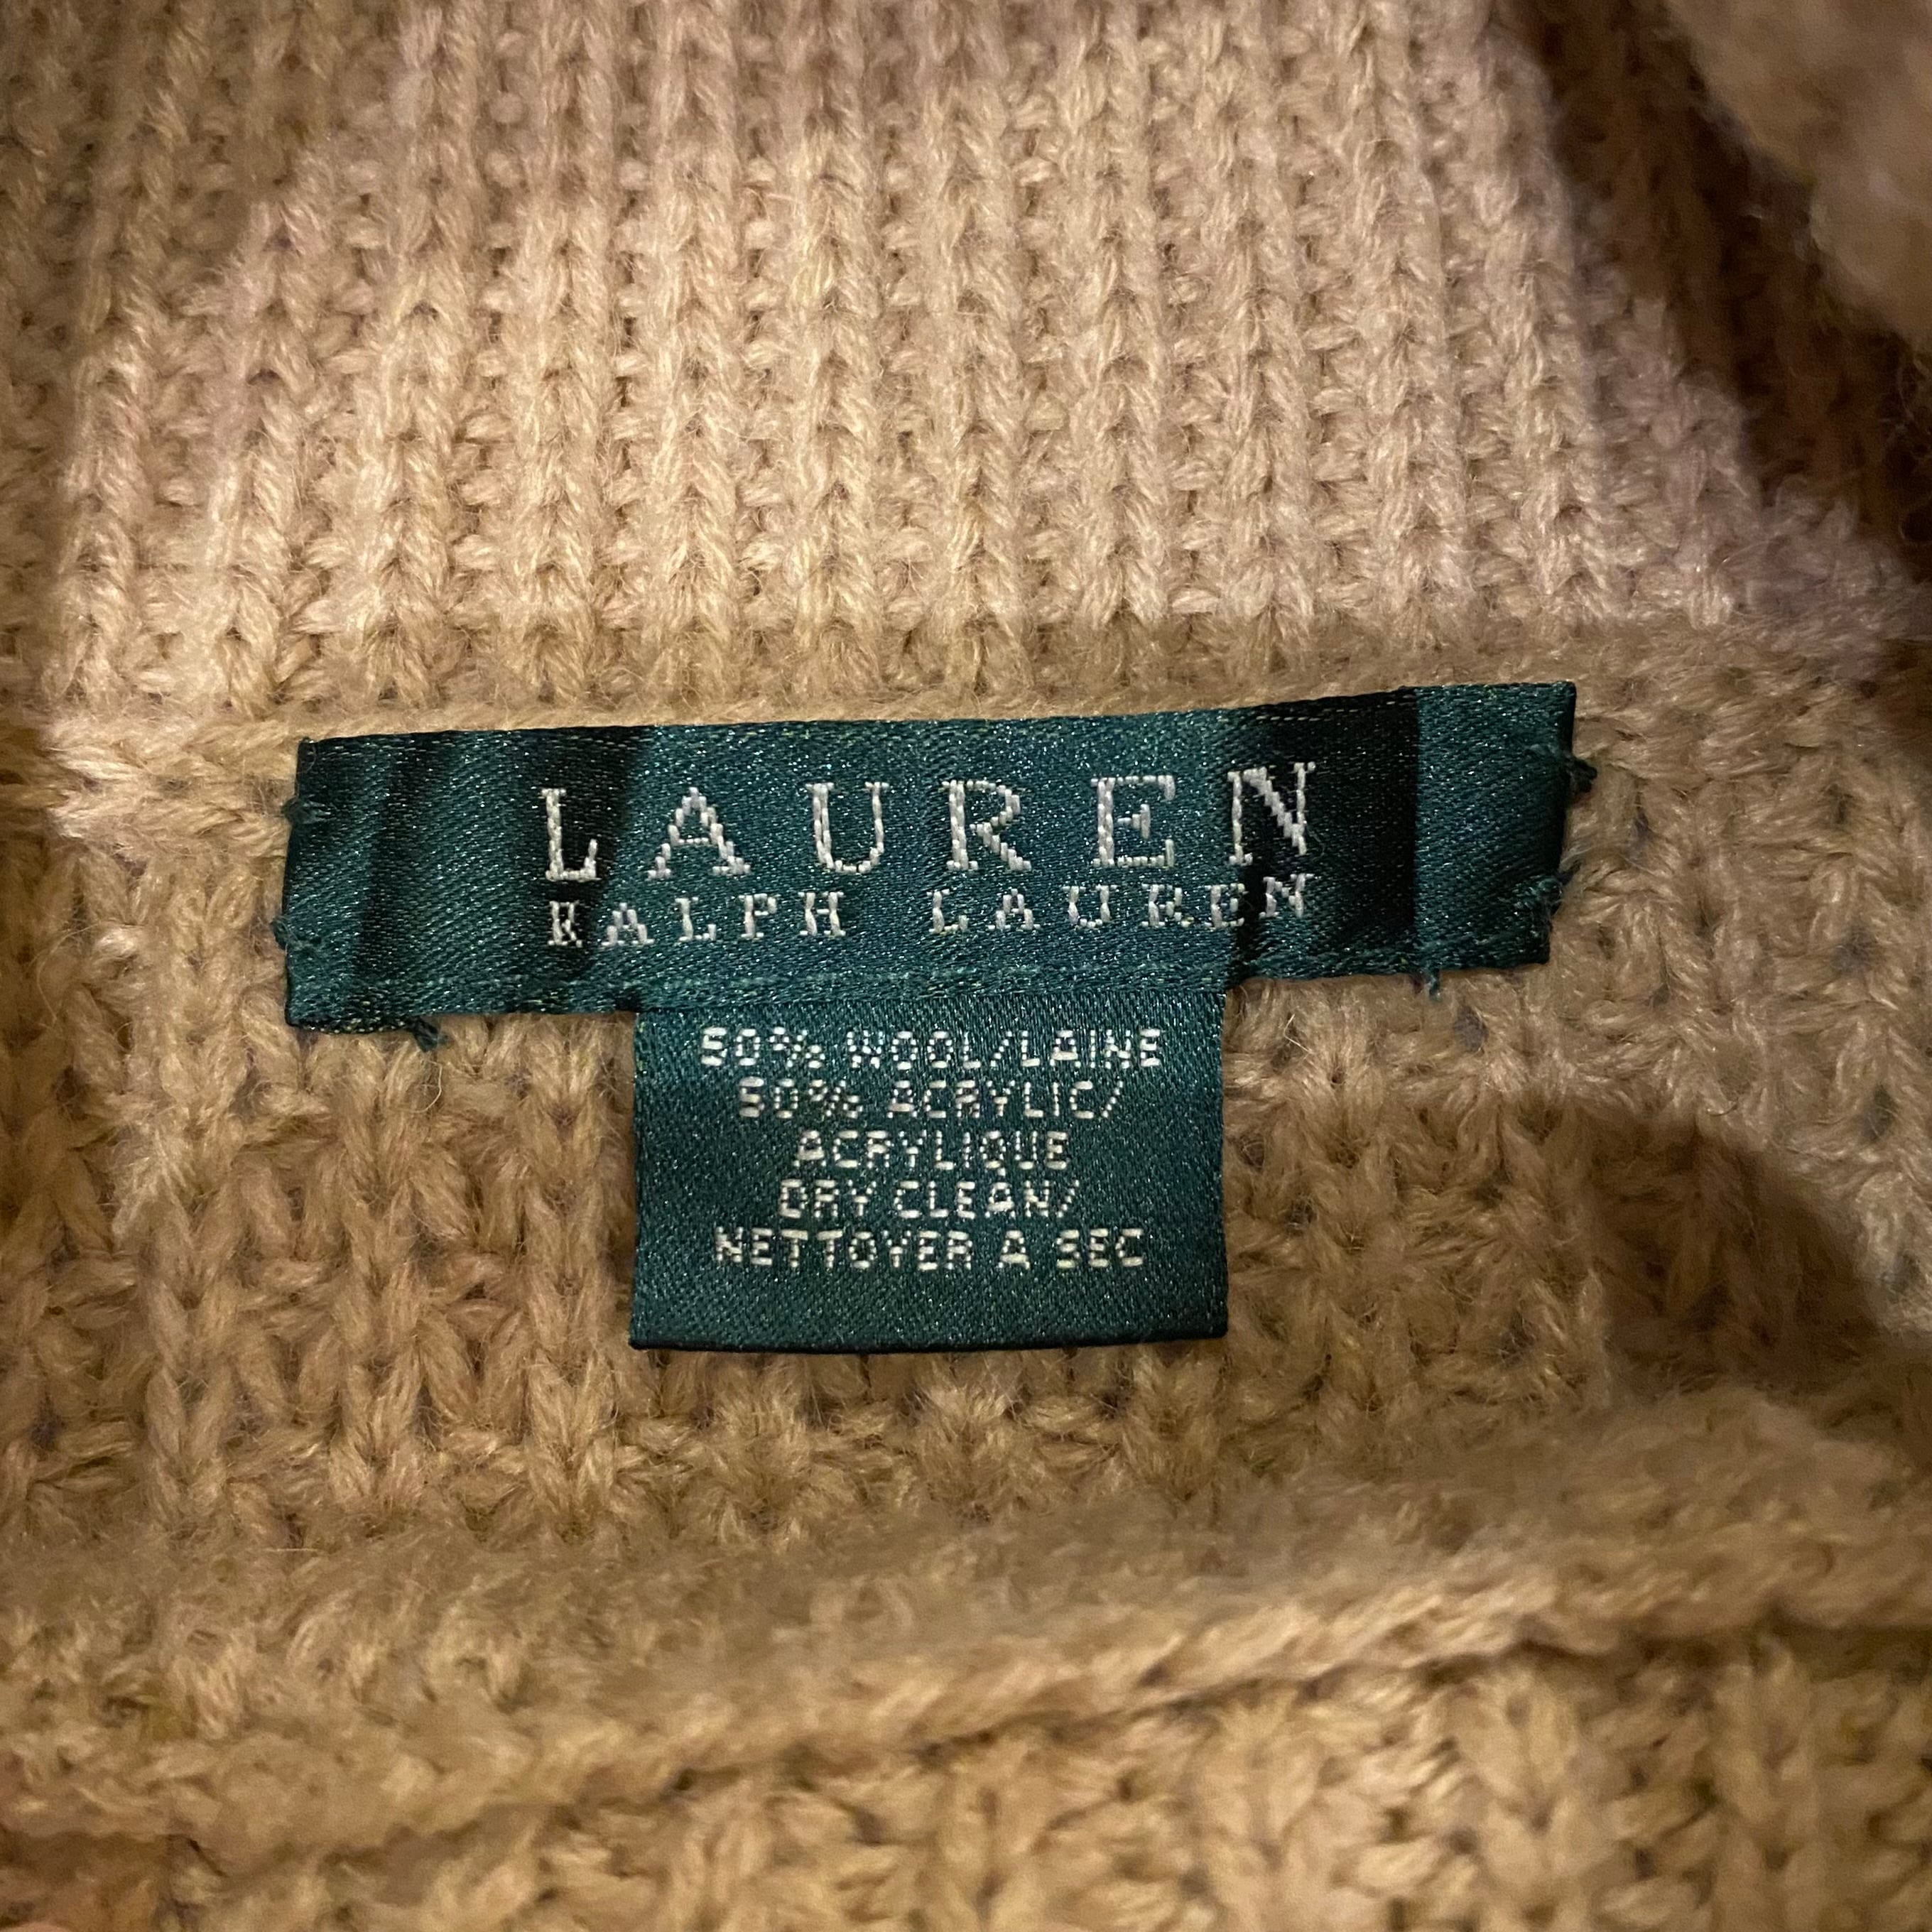 LAUREN
RALPH LAUREN
50% WOOL/LAINE
50% ACRYLIC/
ACRYLIQUE
DRY CLEAN/
NETTOYER A SEC